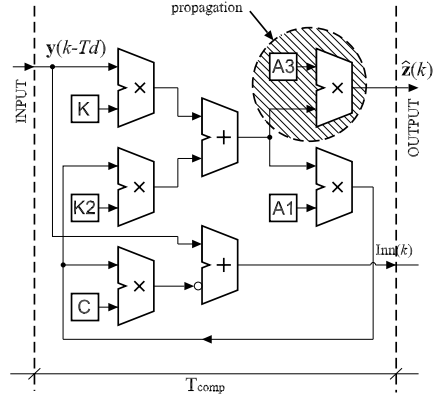 propagation
y(k-Td)
A3
ẑ(k)
INPUT
K
×
×
+
OUTPUT
K2
×
A1
×
Inn(k)
C
×
+
Tcomp